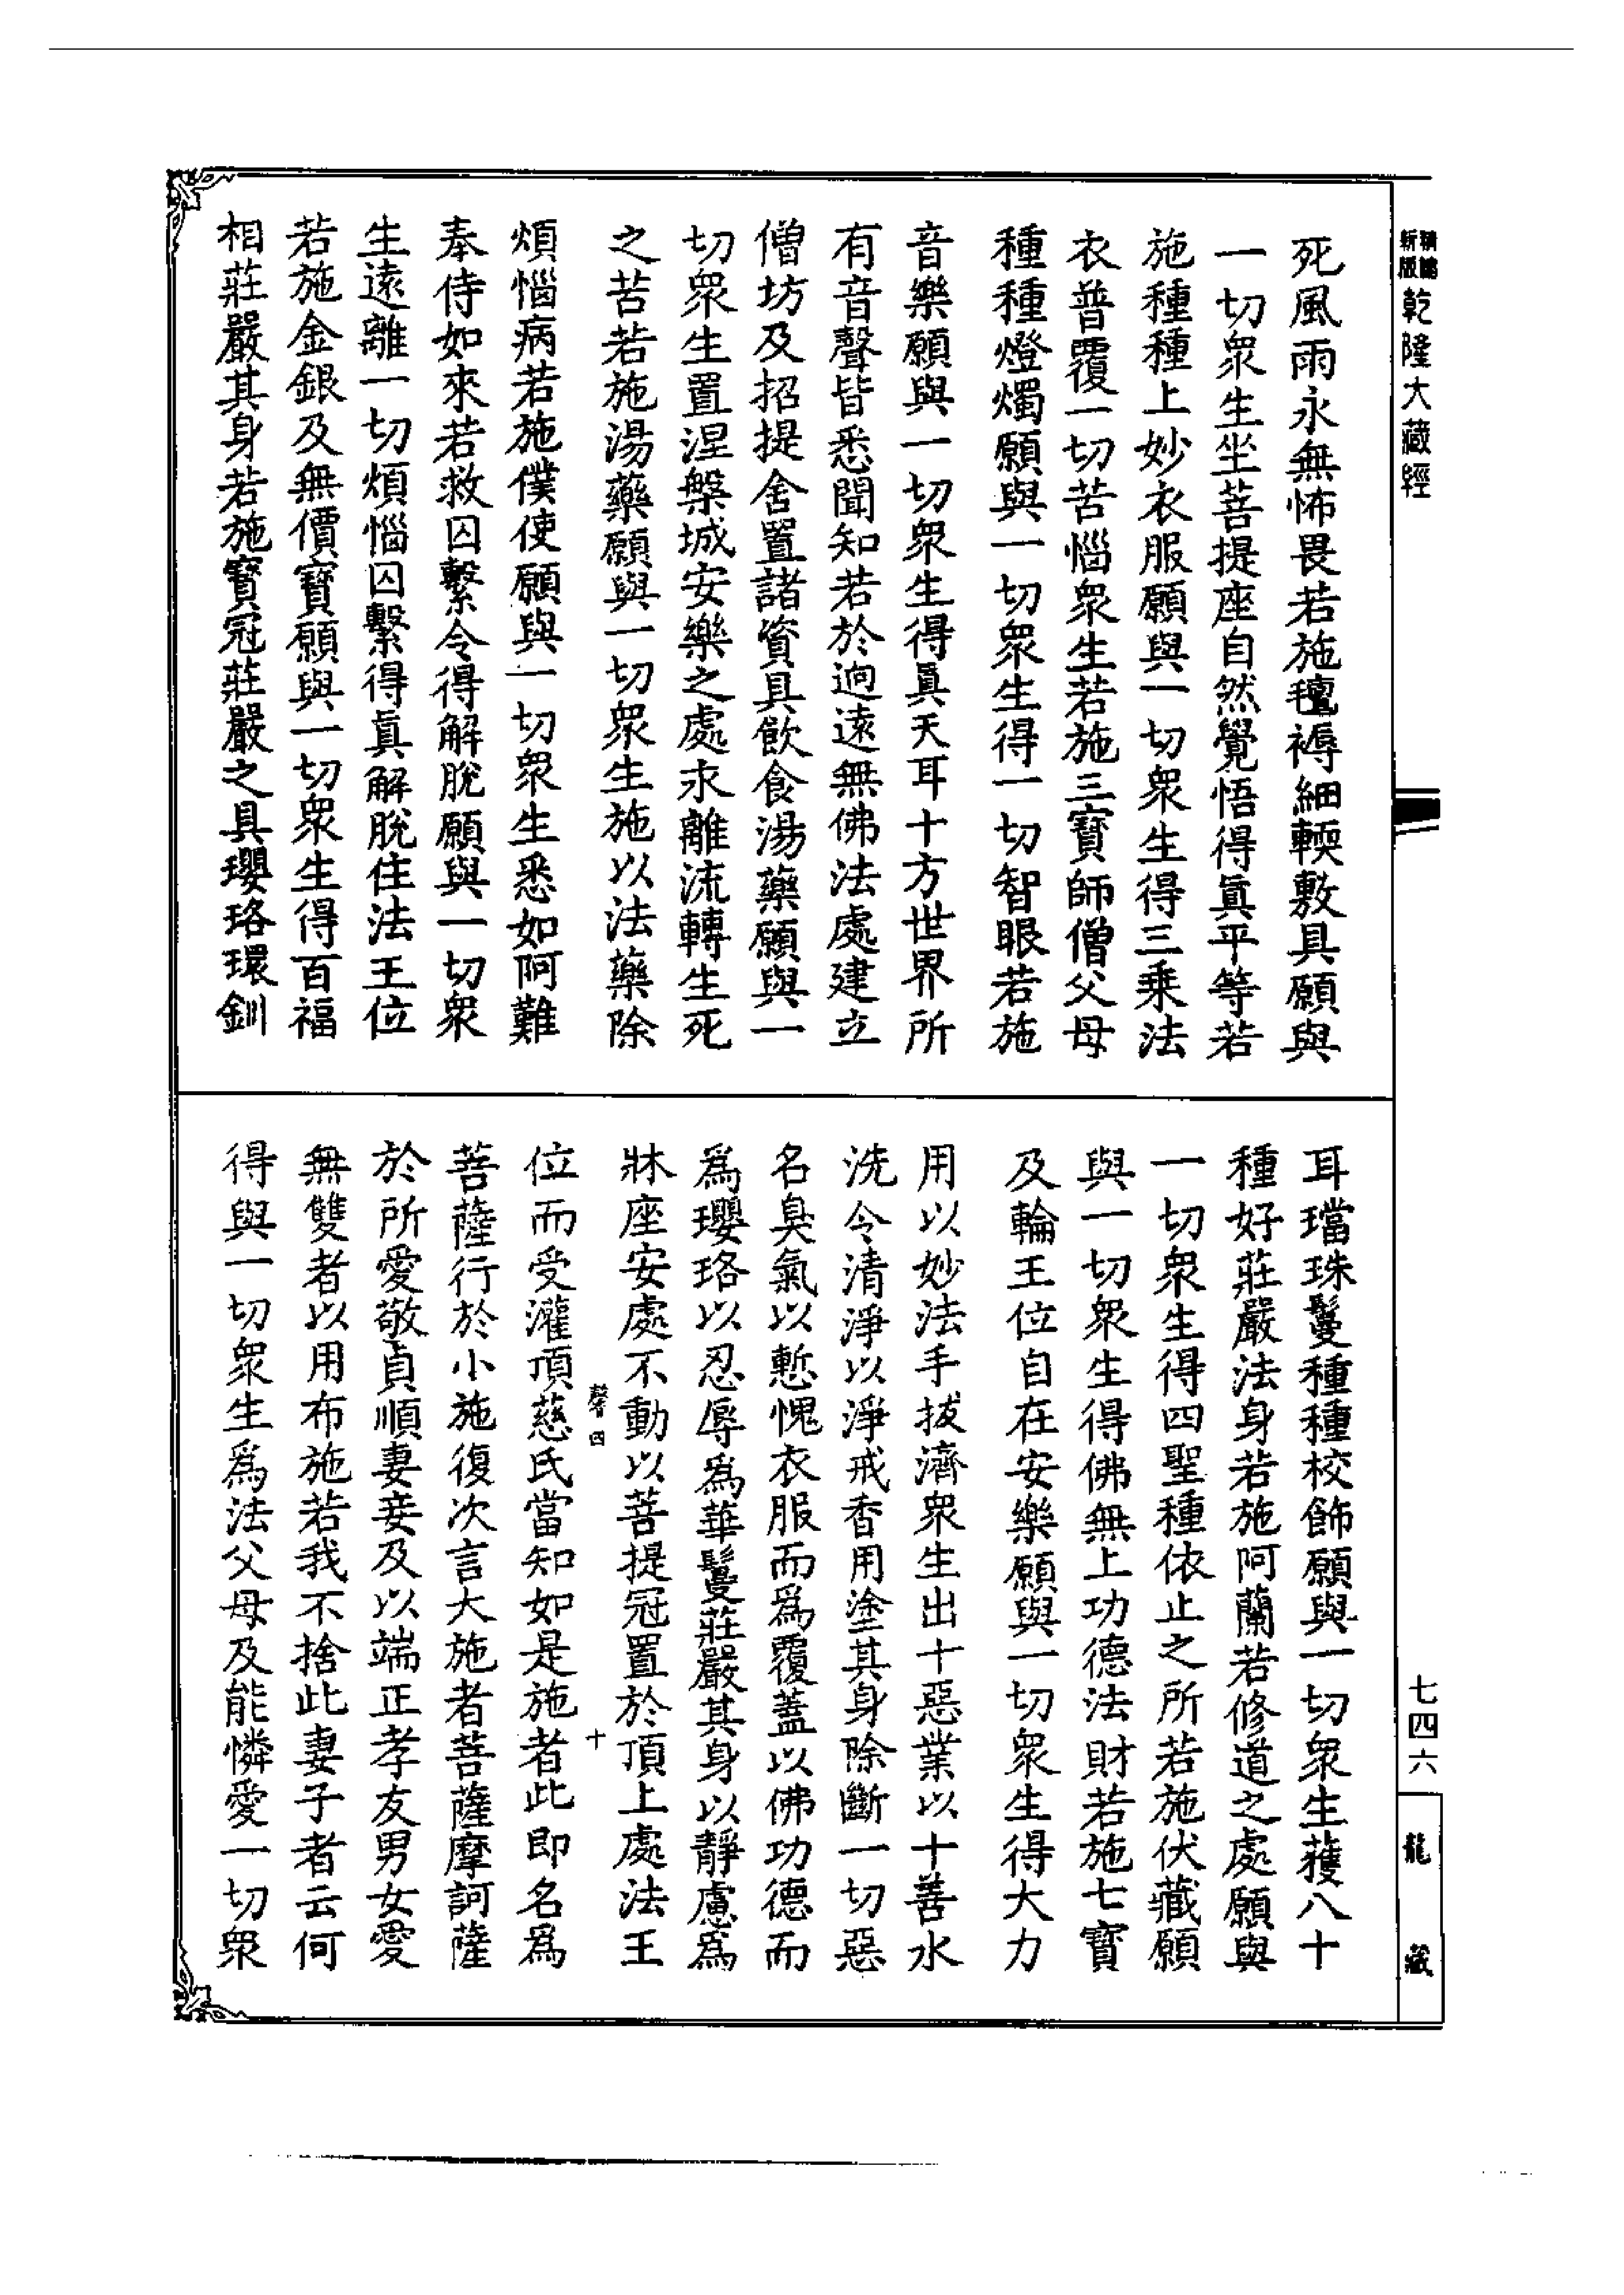 新版
精縮
乾隆大藏經
死風雨永無怖畏若施氈褥細輭敷具願與
一切衆生坐菩提座自然覺悟得眞平等若
施種種上妙衣服願與一切衆生得三乗法
衣普覆一切苦惱衆生若施三寶師僧父母
種種燈燭願與一切衆生得一切智眼若施
音樂願與一切衆生得眞天耳十方世界所
有音聲皆悉聞知若於逈遠無佛法處建立
僧坊及招提舍置諸資具飲食湯藥願與一
切衆生置涅槃城安樂之處永離流轉生死
之苦若施湯藥願與一切衆生施以法藥除
煩惱病若施僕使願與一切衆生悉如阿難
奉侍如來若救囚繫令得解脫願與一切衆
生遠離一切煩惱囚繫得眞解脫住法王位
若施金銀及無價寶願與一切衆生得百福
相莊嚴其身若施寶冠莊嚴之具瓔珞環釧
耳璫珠鬘種種校飾願與一切衆生獲八十
種好莊嚴法身若施阿蘭若修道之處願與
一切衆生得四聖種依止之所若施伏藏願
與一切衆生得佛無上功德法財若施七寶
及輪王位自在安樂願與一切衆生得大力
用以妙法手拔濟衆生出十惡業以十善水
洗令清淨以淨戒香用塗其身除斷一切惡
名臭氣以慙愧衣服而爲覆蓋以佛功德而
爲瓔珞以忍辱爲華鬘莊嚴其身以靜慮爲
牀座安處不動以菩提冠置於頂上處法王
馨四 十
位而受灌頂慈氏當知如是施者此即名爲
菩薩行於小施復次言大施者菩薩摩訶薩
於所愛敬貞順妻妾及以端正孝友男女愛
無雙者以用布施若我不捨此妻子者云何
得與一切衆生爲法父母及能憐愛一切衆
七四六
龍藏